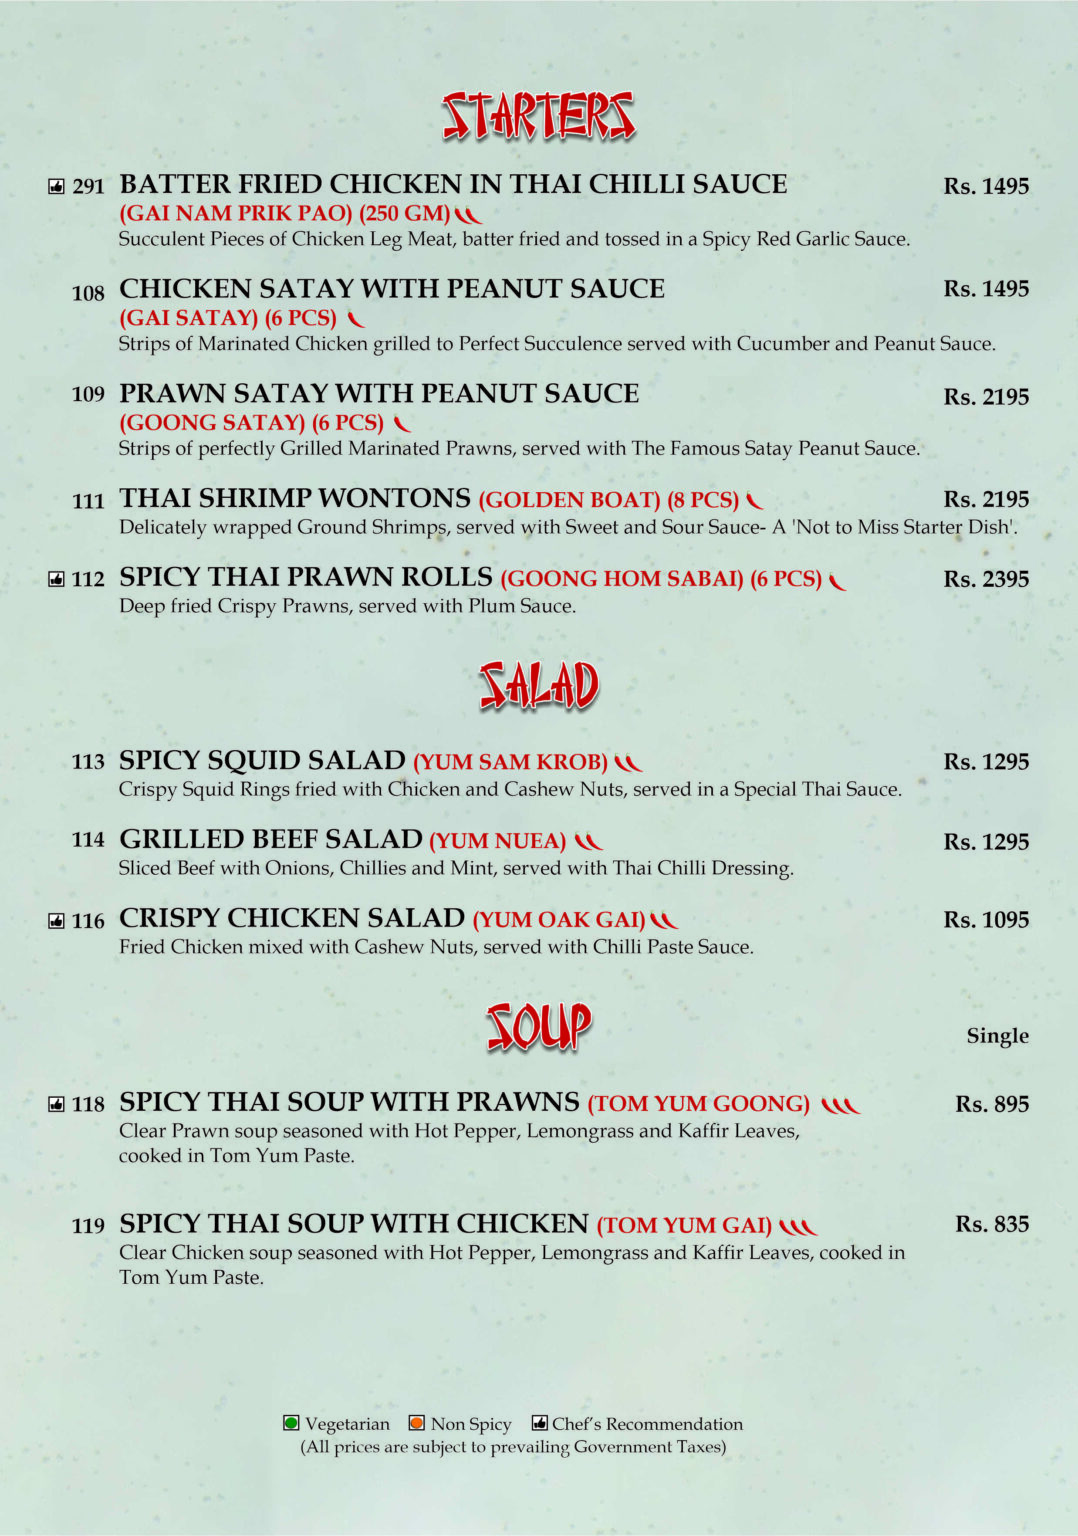 STARTERS
291 BATTER FRIED CHICKEN IN THAI CHILLI SAUCE Rs. 1495
(GAI NAM PRIK PAO) (250 GM)
Succulent Pieces of Chicken Leg Meat, batter fried and tossed in a Spicy Red Garlic Sauce.
108 CHICKEN SATAY WITH PEANUT SAUCE Rs. 1495
(GAI SATAY) (6 PCS)
Strips of Marinated Chicken grilled to Perfect Succulence served with Cucumber and Peanut Sauce.
109 PRAWN SATAY WITH PEANUT SAUCE Rs. 2195
(GOONG SATAY) (6 PCS)
Strips of perfectly Grilled Marinated Prawns, served with The Famous Satay Peanut Sauce.
111 THAI SHRIMP WONTONS (GOLDEN BOAT) (8 PCS) Rs. 2195
Delicately wrapped Ground Shrimps, served with Sweet and Sour Sauce- A 'Not to Miss Starter Dish'.
112 SPICY THAI PRAWN ROLLS (GOONG HOM SABAI) (6 PCS) Rs. 2395
Deep fried Crispy Prawns, served with Plum Sauce.
SALAD
113 SPICY SQUID SALAD (YUM SAM KROB) Rs. 1295
Crispy Squid Rings fried with Chicken and Cashew Nuts, served in a Special Thai Sauce.
114 GRILLED BEEF SALAD (YUM NUEA) Rs. 1295
Sliced Beef with Onions, Chillies and Mint, served with Thai Chilli Dressing.
116 CRISPY CHICKEN SALAD (YUM OAK GAI) Rs. 1095
Fried Chicken mixed with Cashew Nuts, served with Chilli Paste Sauce.
SOUP
Single
118 SPICY THAI SOUP WITH PRAWNS (TOM YUM GOONG) Rs. 895
Clear Prawn soup seasoned with Hot Pepper, Lemongrass and Kaffir Leaves,
cooked in Tom Yum Paste.
119 SPICY THAI SOUP WITH CHICKEN (TOM YUM GAI) Rs. 835
Clear Chicken soup seasoned with Hot Pepper, Lemongrass and Kaffir Leaves, cooked in
Tom Yum Paste.
Vegetarian Non Spicy Chef's Recommendation
(All prices are subject to prevailing Government Taxes)